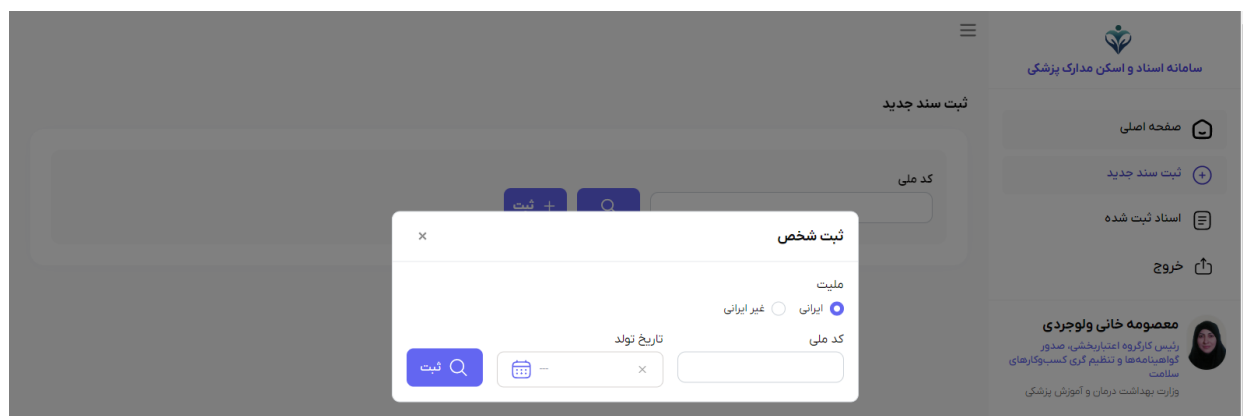 سامانه اسناد و اسکن مدارک پزشکی
صفحه اصلی
ثبت سند جدید
اسناد ثبت شده
خروج
معصومه خانی ولوجردی
رئیس کارگروه اعتباربخشی، صدور
گواهینامه‌ها و تنظیم گری کسب‌وکارهای
سلامت
وزارت بهداشت درمان و آموزش پزشکی
ثبت سند جدید
کد ملی
+ ثبت
ثبت شخص
×
ملیت
ایرانی
غیر ایرانی
کد ملی
تاریخ تولد
× –
ثبت